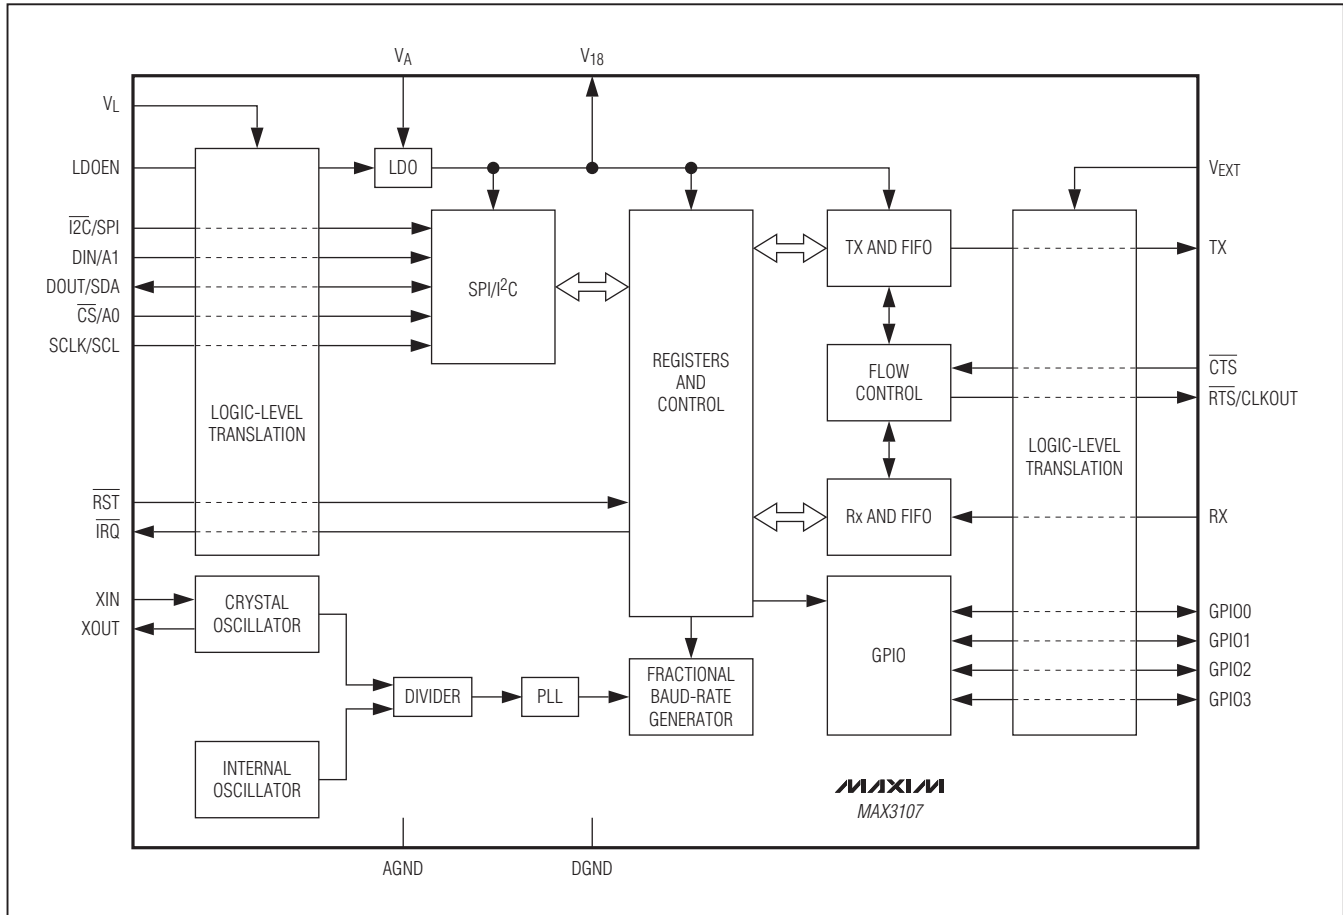 VA
V18
VL
LDOEN
LDO
VEXT
I2C/SPI
DIN/A1
DOUT/SDA
CS/A0
SCLK/SCL
SPI/I2C
TX AND FIFO
TX
REGISTERS
AND
CONTROL
FLOW
CONTROL
CTS
RTS/CLKOUT
LOGIC-LEVEL
TRANSLATION
LOGIC-LEVEL
TRANSLATION
RST
IRQ
Rx AND FIFO
RX
XIN
XOUT
CRYSTAL
OSCILLATOR
GPIO
GPIO0
GPIO1
GPIO2
GPIO3
DIVIDER
PLL
FRACTIONAL
BAUD-RATE
GENERATOR
INTERNAL
OSCILLATOR
MAXIM
MAX3107
AGND
DGND